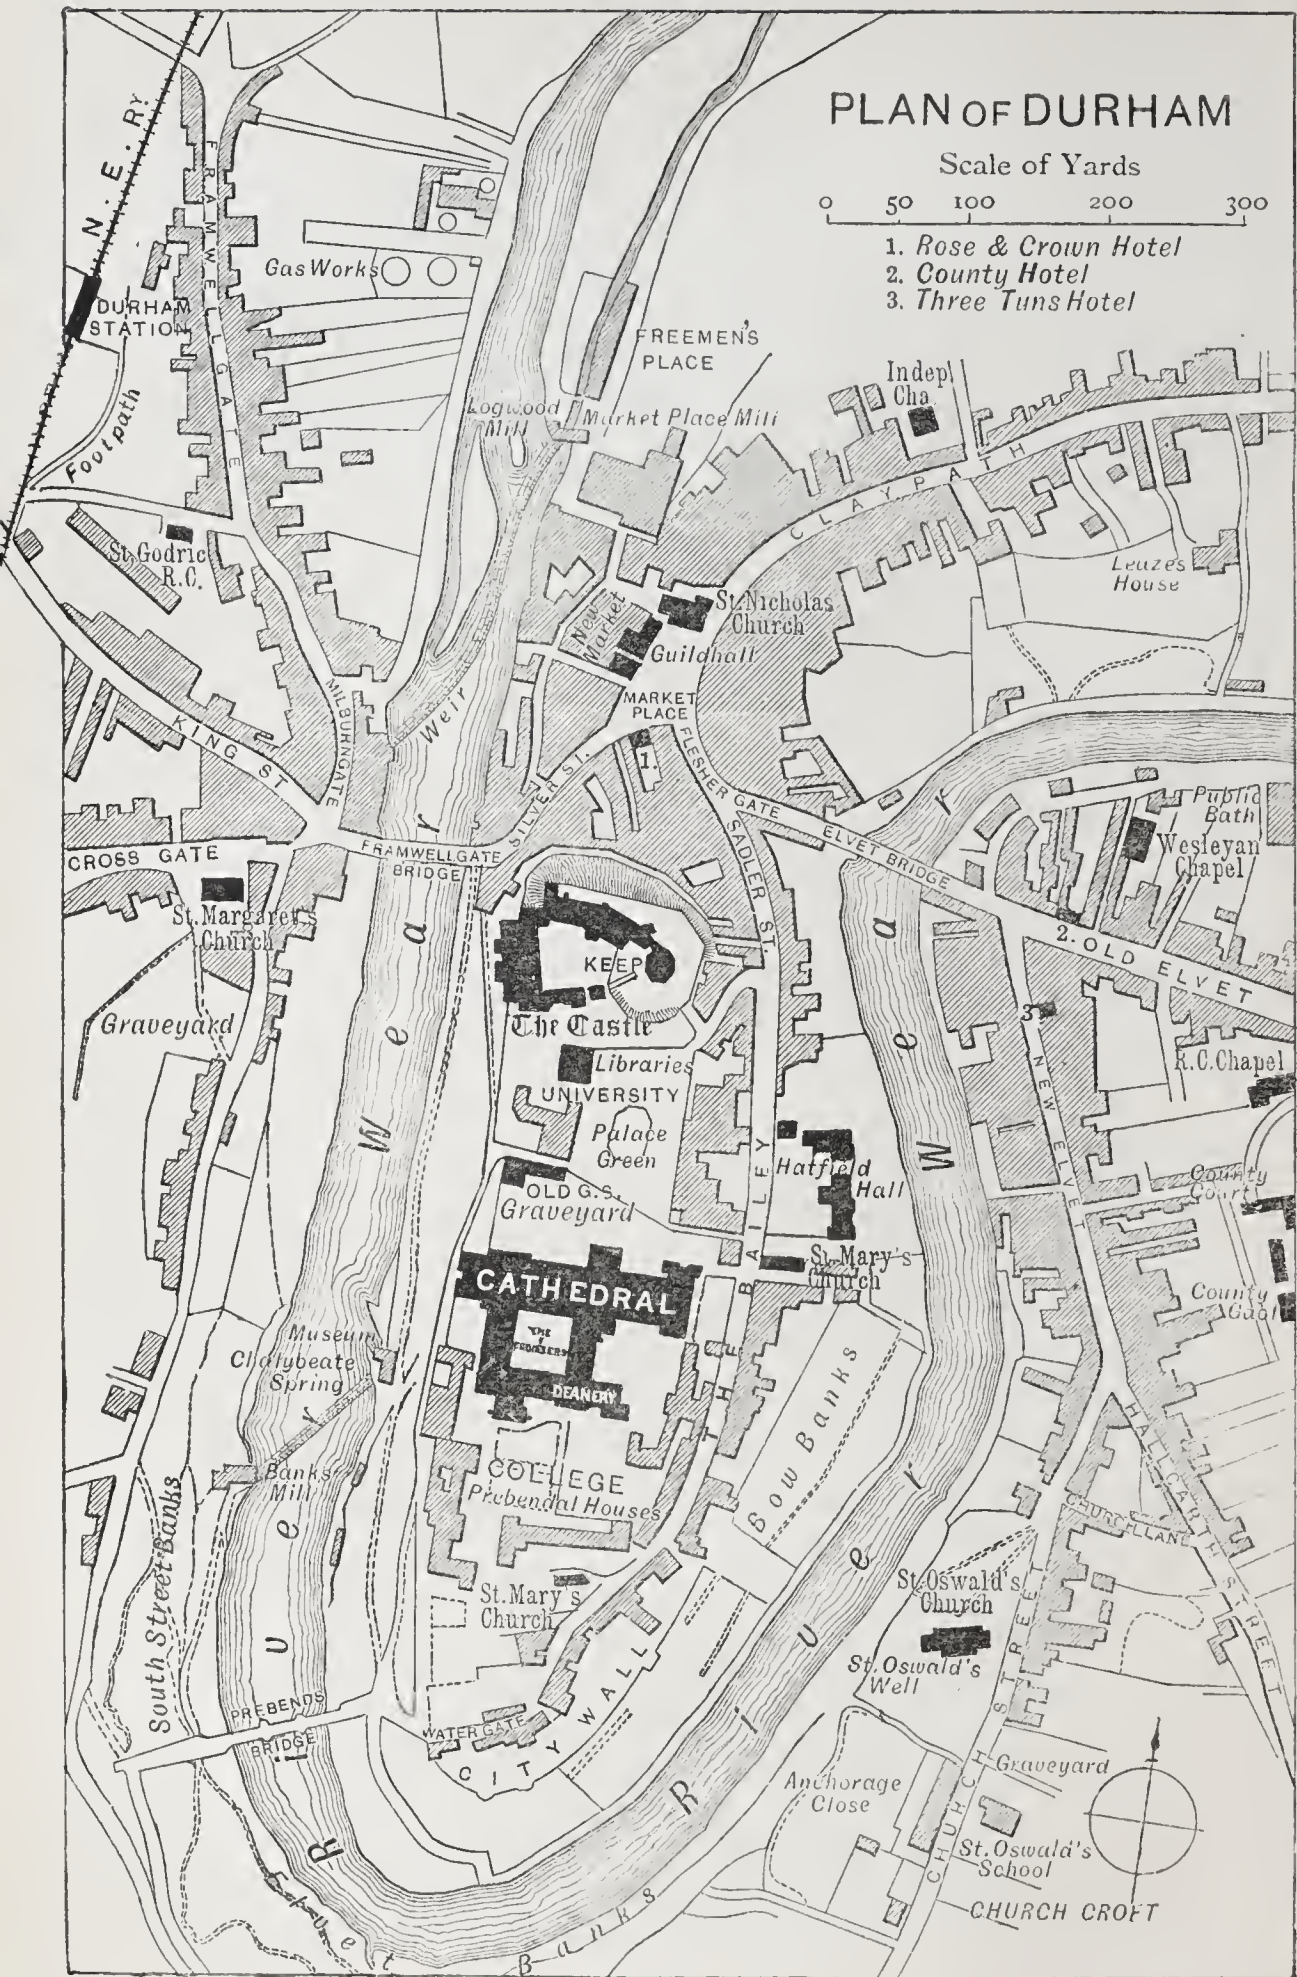 PLAN OF DURHAM
Scale of Yards
0 50 100 200 300
1. Rose & Crown Hotel
2. County Hotel
3. Three Tuns Hotel
N. E. RY.
FRAMWELLGATE
Gas Works
DURHAM
STATION
Footpath
FREEMEN'S
PLACE
Indep.
Cha.
Logwood
Mill
Market Place Mill
CLAYPATH
St. Godric
R.C.
Leazes
House
New
Market
St. Nicholas
Church
Guildhall
MARKET
PLACE
MILBURNGATE
Weir
KING ST
1.
SILVER ST.
FLESHER GATE
SADLER ST.
ELVET BRIDGE
Public
Bath
Wesleyan
Chapel
CROSS GATE
FRAMWELLGATE
BRIDGE
St. Margaret's
Church
Graveyard
KEEP
The Castle
2. OLD ELVET
3.
NEW ELVET
R.C. Chapel
Libraries
UNIVERSITY
Palace
Green
Hatfield
Hall
OLD G.S.
Graveyard
County
Court
County
Gaol
CATHEDRAL
THE
DEANERY
St. Mary's
Church
THE BAILEY
Museum
Chalybeate
Spring
Banks
Mill
COLLEGE
Prebendal Houses
Bow Banks
HALLGARTH STREET
CHURCH LANE
South Street Banks
St. Mary's
Church
St. Oswald's
Church
St. Oswald's
Well
PREBENDS
BRIDGE
WATER GATE
CITY WALL
River Wear
River Wear
Anchorage
Close
Graveyard
St. Oswald's
School
CHURCH STREET
CHURCH CROFT
Elvet Banks